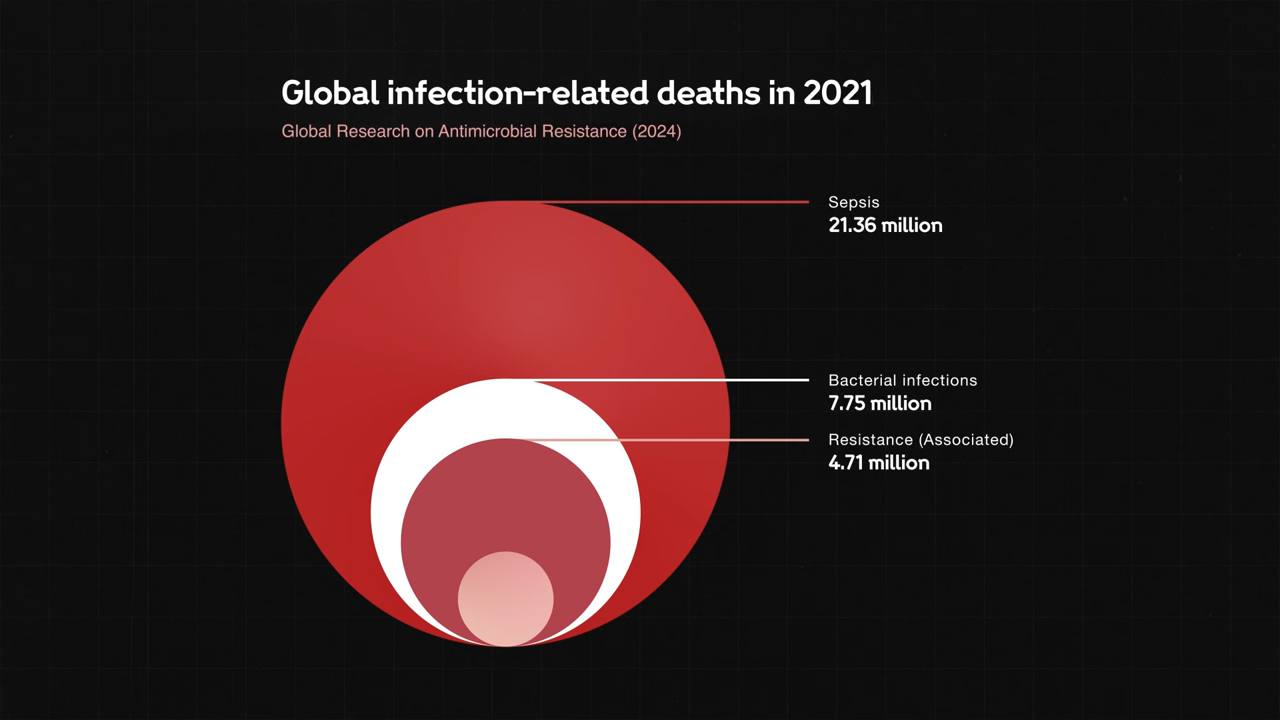 Global infection-related deaths in 2021
Global Research on Antimicrobial Resistance (2024)
Sepsis
21.36 million
Bacterial infections
7.75 million
Resistance (Associated)
4.71 million